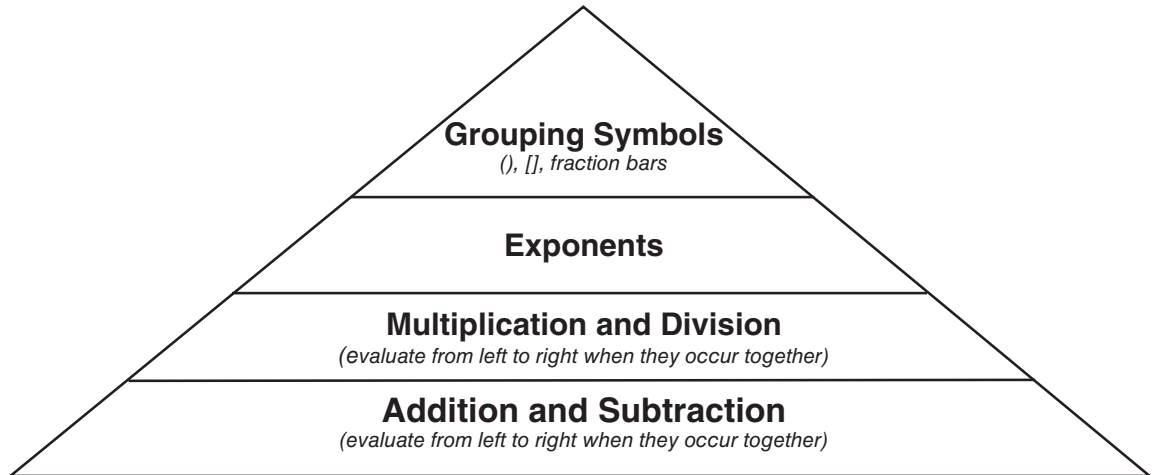 Grouping Symbols
(), [], fraction bars
Exponents
Multiplication and Division
(evaluate from left to right when they occur together)
Addition and Subtraction
(evaluate from left to right when they occur together)